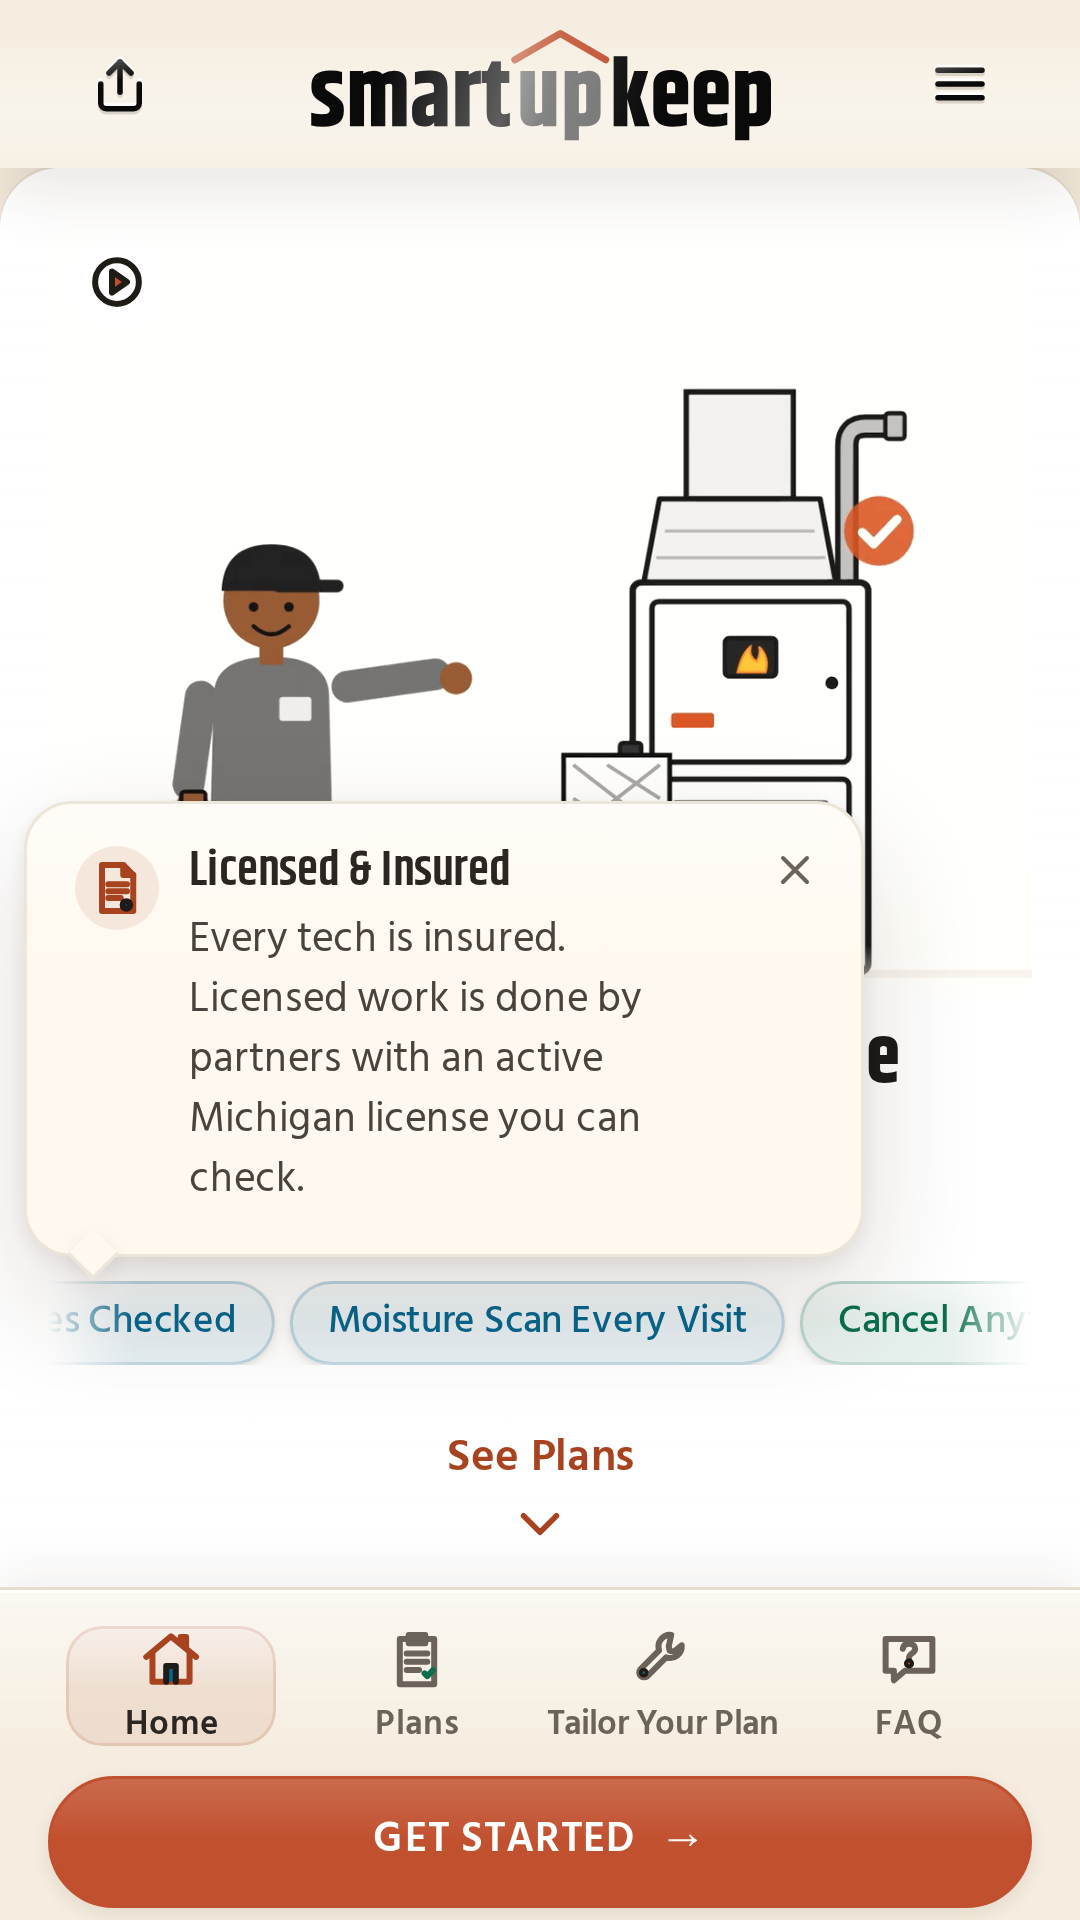 smartupkeep
Licensed & Insured
Every tech is insured.
Licensed work is done by
partners with an active
Michigan license you can
check.
e
es Checked
Moisture Scan Every Visit
Cancel Any
See Plans
Home
Plans
Tailor Your Plan
FAQ
GET STARTED →